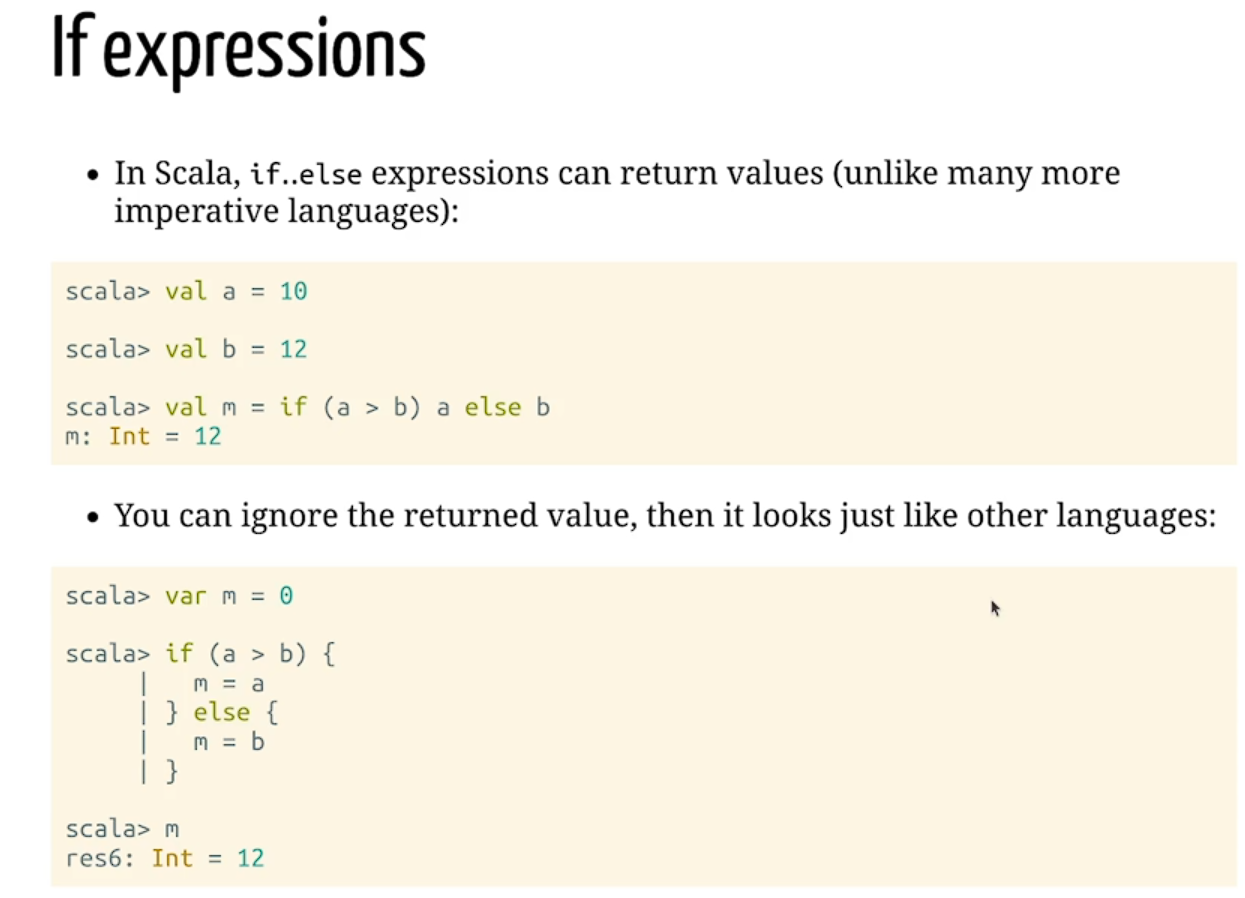 If expressions
• In Scala, if..else expressions can return values (unlike many more
imperative languages):
scala> val a = 10
scala> val b = 12
scala> val m = if (a > b) a else b
m: Int = 12
• You can ignore the returned value, then it looks just like other languages:
scala> var m = 0
scala> if (a > b) {
     |   m = a
     | } else {
     |   m = b
     | }
scala> m
res6: Int = 12